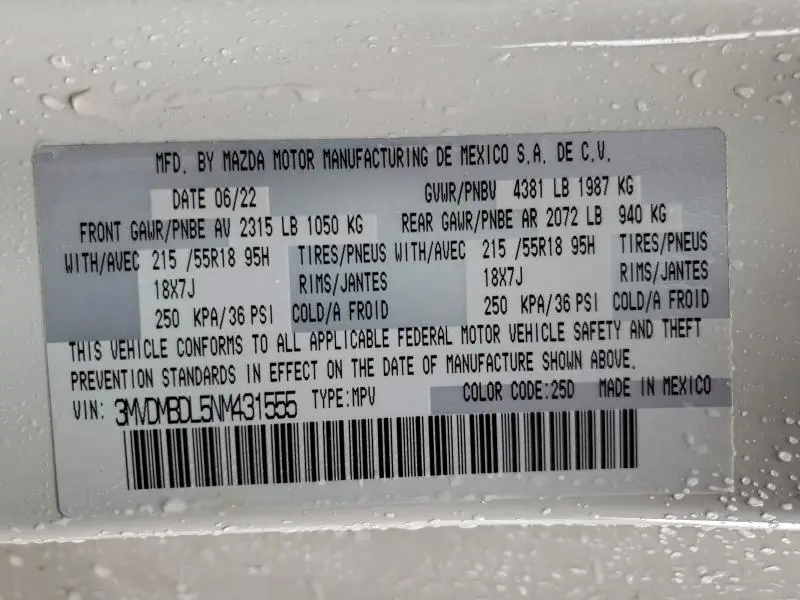 MFD. BY MAZDA MOTOR MANUFACTURING DE MEXICO S.A. DE C.V.
DATE 06/22 GVWR/PNBV 4381 LB 1987 KG
FRONT GAWR/PNBE AV 2315 LB 1050 KG REAR GAWR/PNBE AR 2072 LB 940 KG
WITH/AVEC 215 /55R18 95H TIRES/PNEUS WITH/AVEC 215 /55R18 95H TIRES/PNEUS
18X7J RIMS/JANTES 18X7J RIMS/JANTES
250 KPA/36 PSI COLD/A FROID 250 KPA/36 PSI COLD/A FROID
THIS VEHICLE CONFORMS TO ALL APPLICABLE FEDERAL MOTOR VEHICLE SAFETY AND THEFT
PREVENTION STANDARDS IN EFFECT ON THE DATE OF MANUFACTURE SHOWN ABOVE.
VIN: 3MVDMBDL5NM431555 TYPE:MPV COLOR CODE:25D MADE IN MEXICO